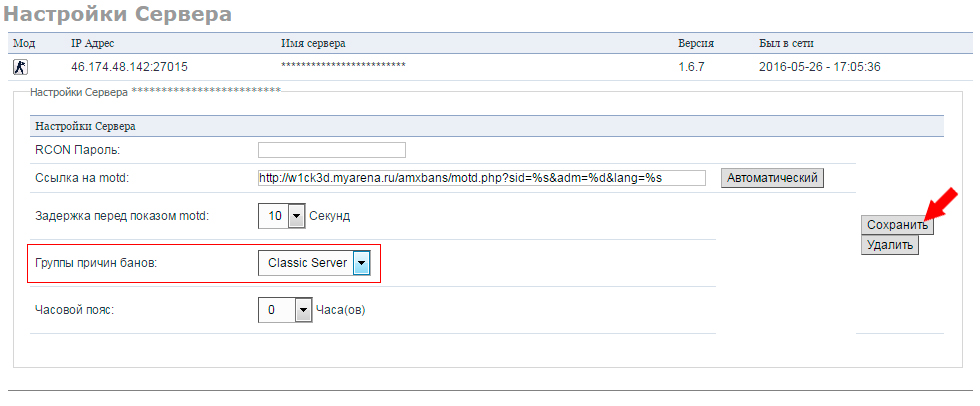 Настройки Сервера
Мод IP Адрес Имя сервера Версия Был в сети
46.174.48.142:27015 ************************* 1.6.7 2016-05-26 - 17:05:36
Настройки Сервера *************************
Настройки Сервера
RCON Пароль:
Ссылка на motd: http://w1ck3d.myarena.ru/amxbans/motd.php?sid=%s&adm=%d&lang=%s Автоматический
Задержка перед показом motd: 10 Секунд
Сохранить
Удалить
Группы причин банов: Classic Server
Часовой пояс: 0 Часа(ов)